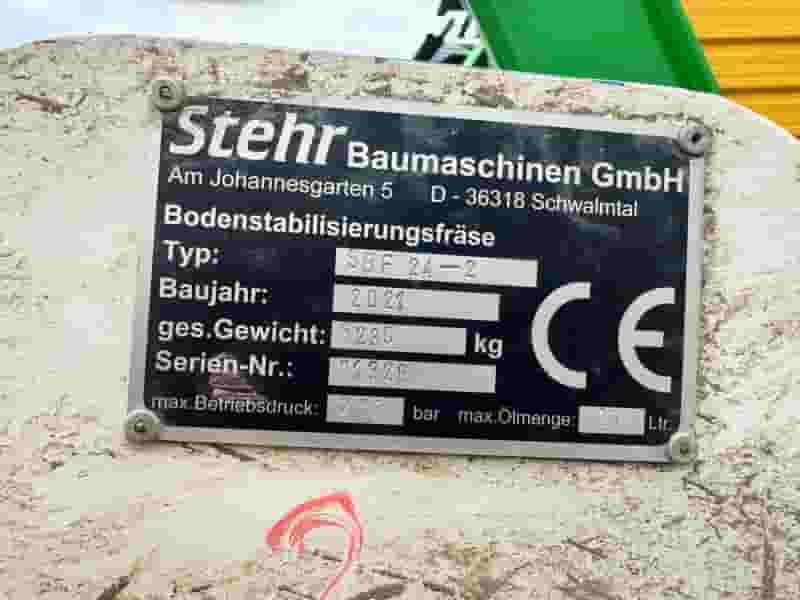 Stehr Baumaschinen GmbH
Am Johannesgarten 5 D - 36318 Schwalmtal
Bodenstabilisierungsfräse
Typ: SBF 24-2
Baujahr: 2021
ges.Gewicht: kg
Serien-Nr.:
max.Betriebsdruck: bar max.Ölmenge: Ltr.